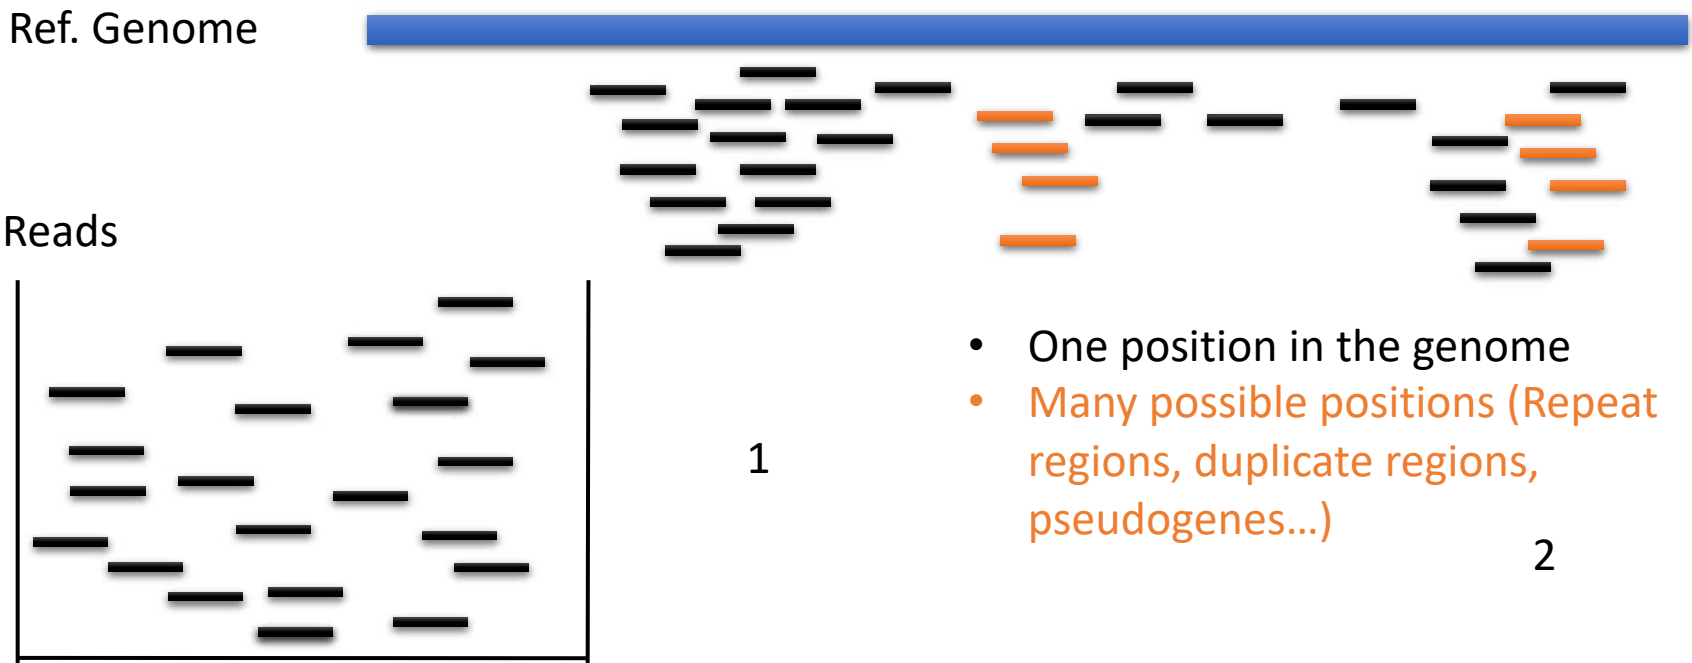 Ref. Genome
Reads
• One position in the genome
• Many possible positions (Repeat
regions, duplicate regions,
pseudogenes…)
1
2